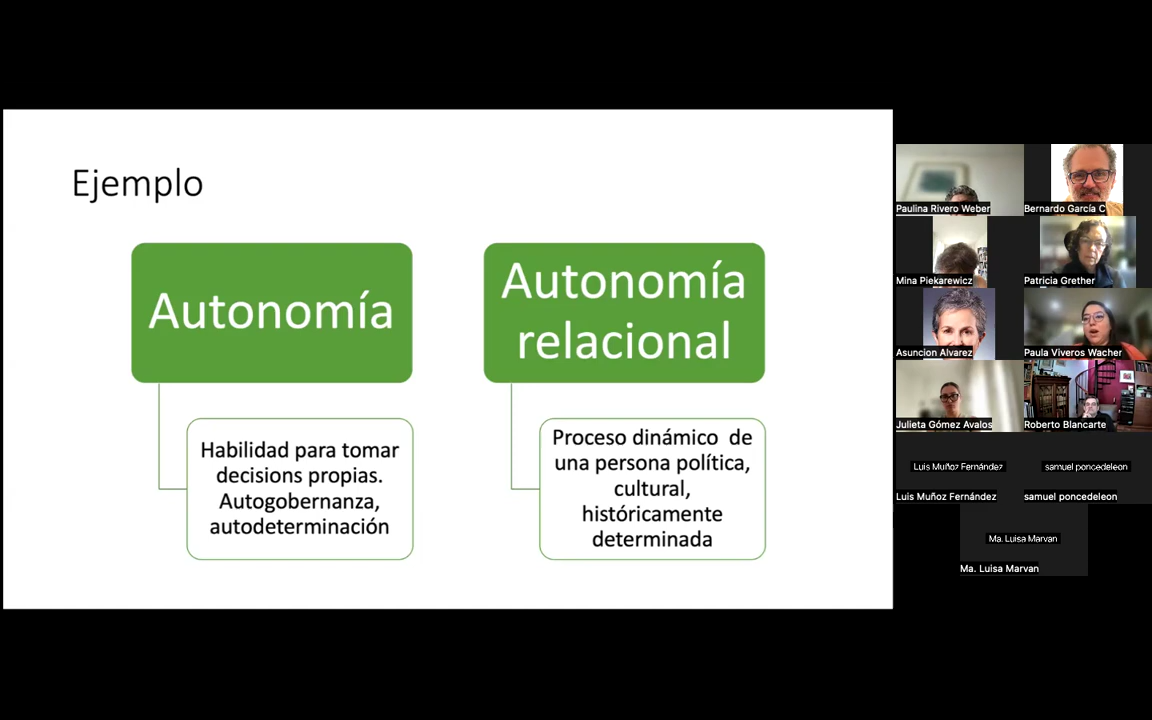 Ejemplo
Autonomía
Habilidad para tomar
decisions propias.
Autogobernanza,
autodeterminación
Autonomía
relacional
Proceso dinámico de
una persona política,
cultural,
históricamente
determinada
Paulina Rivero Weber
Bernardo García C
Mina Piekarewicz
Patricia Grether
Asuncion Alvarez
Paula Viveros Wacher
Julieta Gómez Avalos
Roberto Blancarte
Luis Muñoz Fernández
Luis Muñoz Fernández
samuel poncedeleon
samuel poncedeleon
Ma. Luisa Marvan
Ma. Luisa Marvan